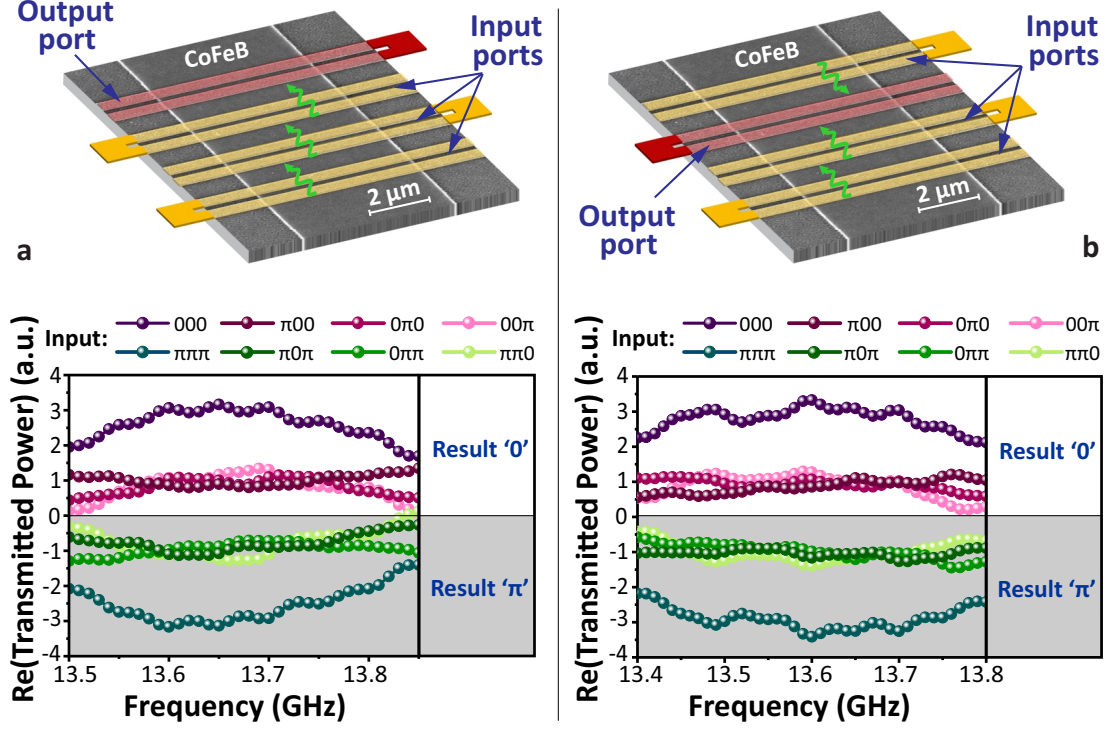 Output
port
CoFeB
Input
ports
2 µm
a
Input:
000
π00
0π0
00π
πππ
π0π
0ππ
ππ0
Re(Transmitted Power) (a.u.)
4
3
2
1
0
-1
-2
-3
-4
Result ‘0’
Result ‘π’
13.5
13.6
13.7
13.8
Frequency (GHz)
CoFeB
Input
ports
2 µm
Output
port
b
Input:
000
π00
0π0
00π
πππ
π0π
0ππ
ππ0
Re(Transmitted Power) (a.u.)
4
3
2
1
0
-1
-2
-3
-4
Result ‘0’
Result ‘π’
13.4
13.5
13.6
13.7
13.8
Frequency (GHz)